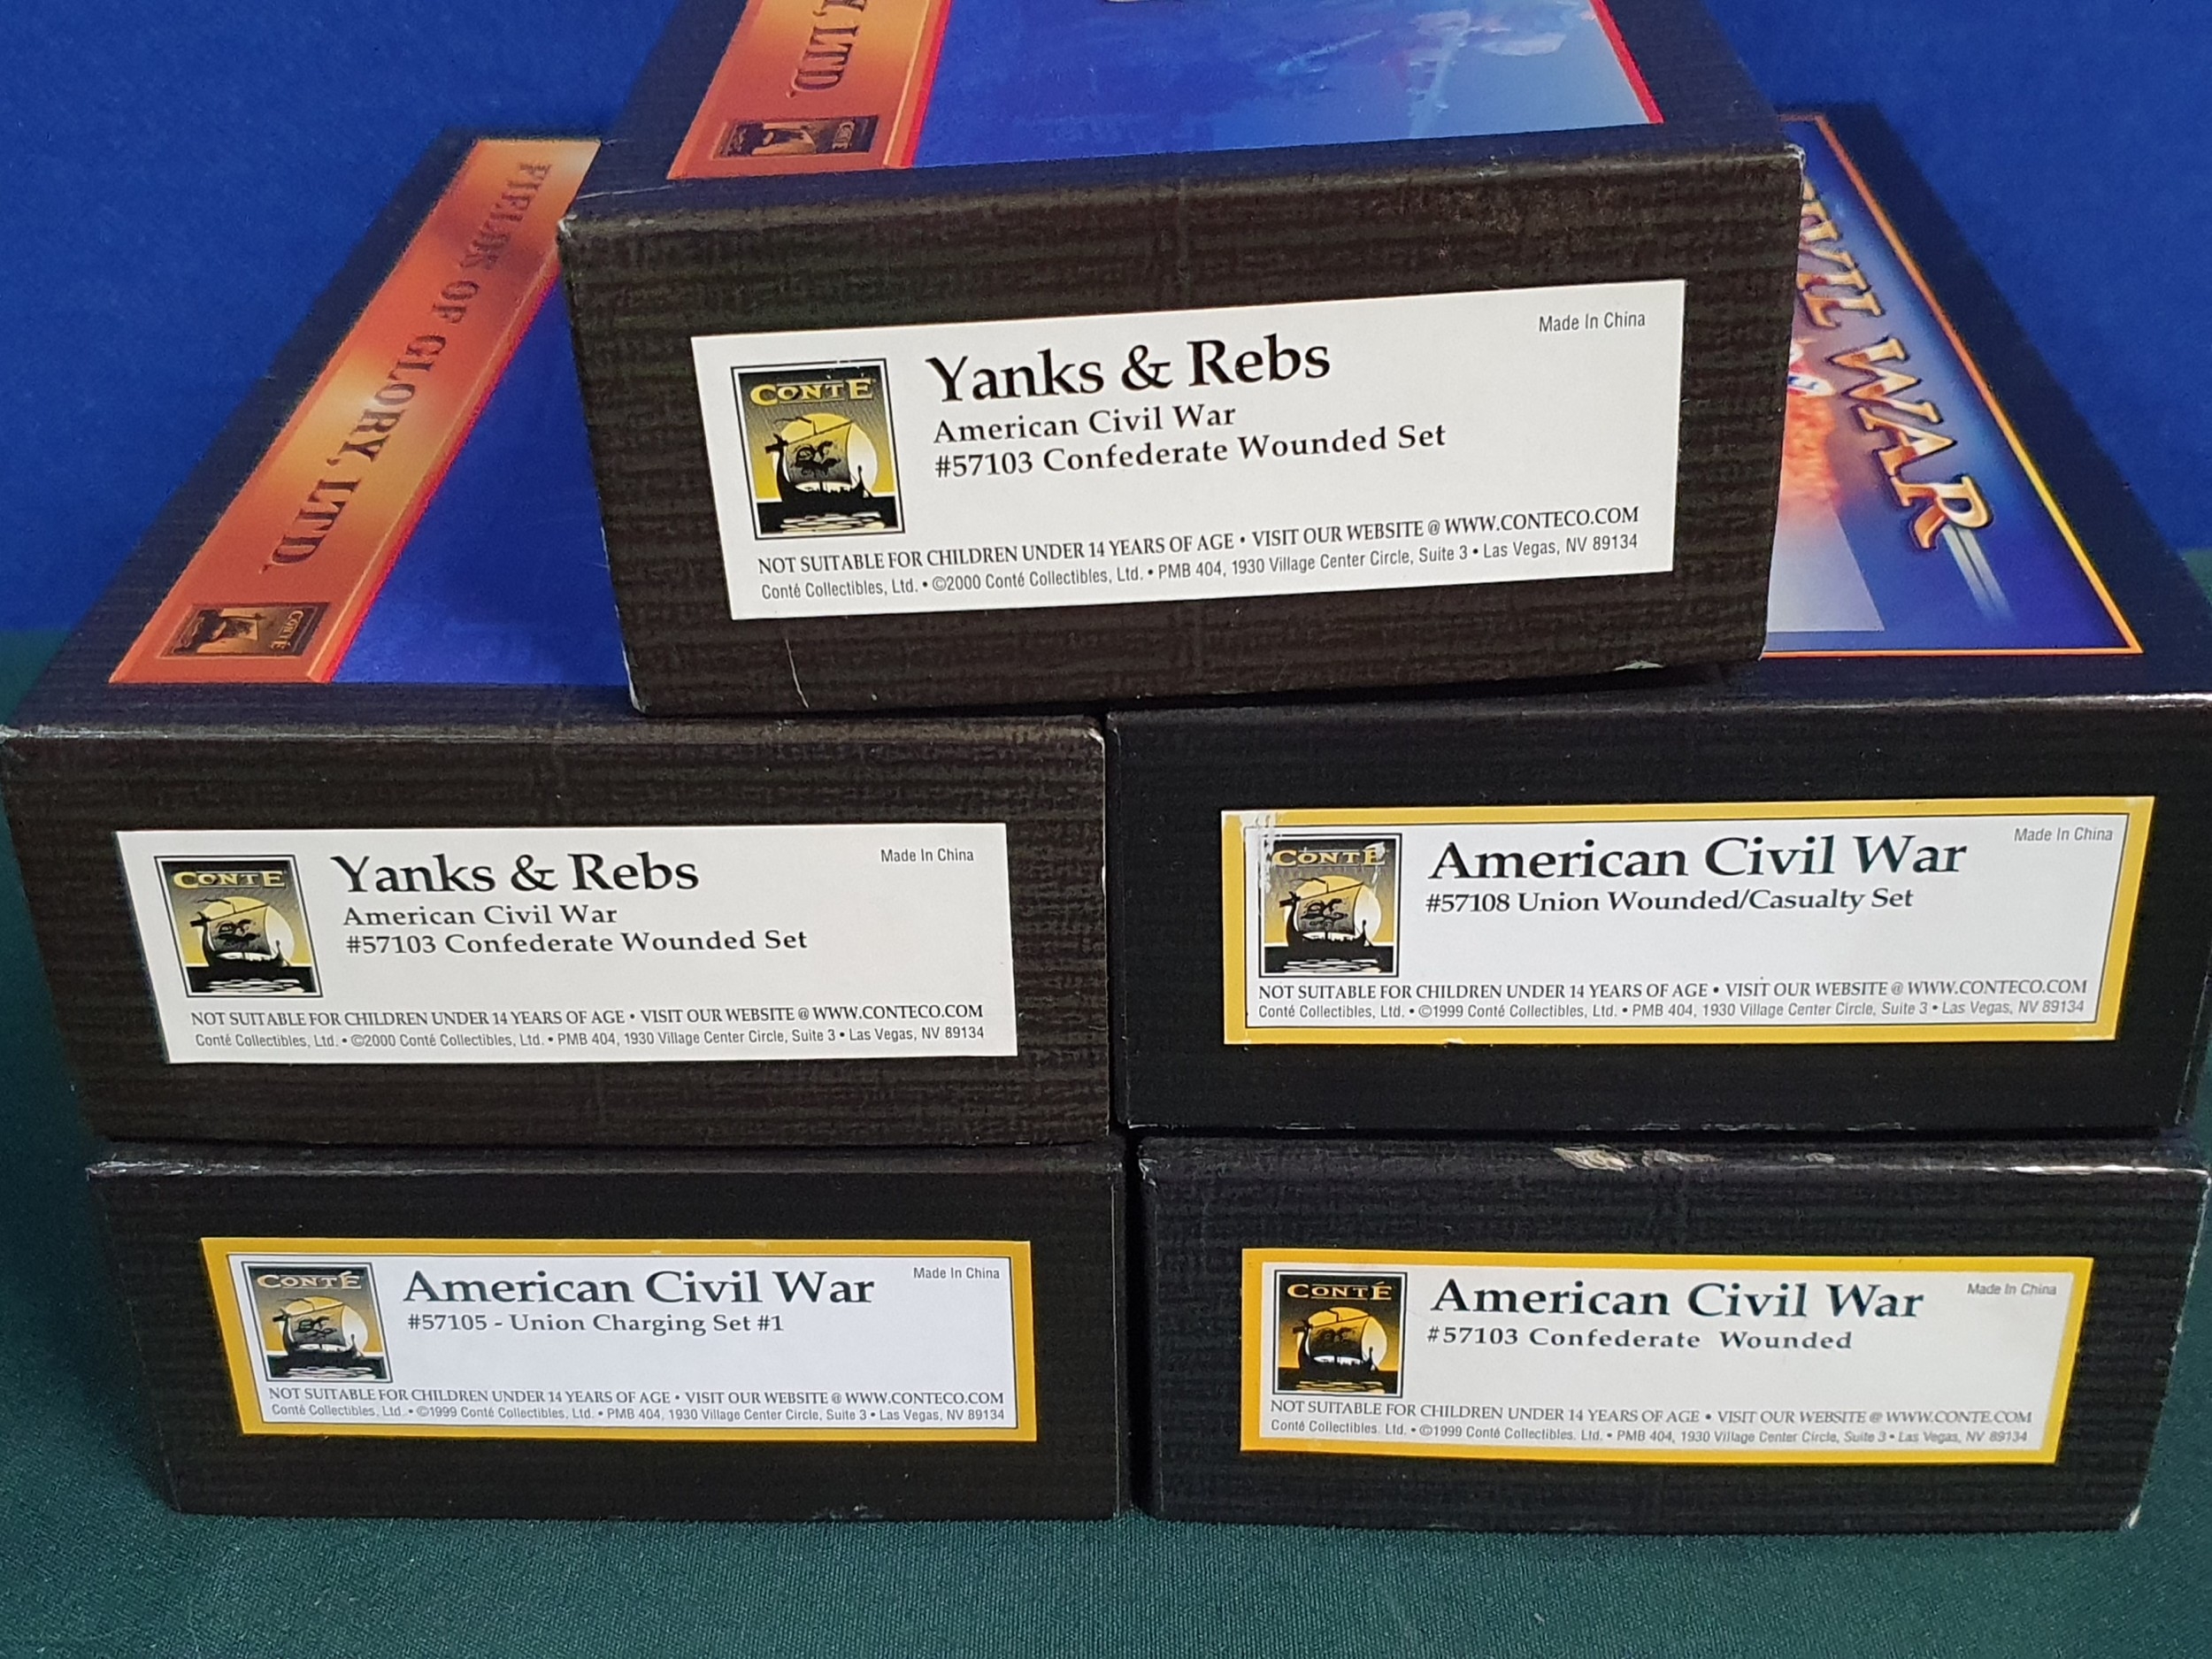 N, LTD.
CONTÉ
Yanks & Rebs
Made In China
American Civil War
#57103 Confederate Wounded Set
CONTÉ
NOT SUITABLE FOR CHILDREN UNDER 14 YEARS OF AGE • VISIT OUR WEBSITE @ WWW.CONTECO.COM
Conté Collectibles, Ltd. • ©2000 Conté Collectibles, Ltd. • PMB 404, 1930 Village Center Circle, Suite 3 • Las Vegas, NV 89134
OF GLORY, LTD.
CONTÉ
CIVIL WAR
CONTE
Yanks & Rebs
Made In China
American Civil War
#57103 Confederate Wounded Set
NOT SUITABLE FOR CHILDREN UNDER 14 YEARS OF AGE • VISIT OUR WEBSITE @ WWW.CONTECO.COM
Conté Collectibles, Ltd. • ©2000 Conté Collectibles, Ltd. • PMB 404, 1930 Village Center Circle, Suite 3 • Las Vegas, NV 89134
CONTÉ
American Civil War
Made In China
#57108 Union Wounded/Casualty Set
NOT SUITABLE FOR CHILDREN UNDER 14 YEARS OF AGE • VISIT OUR WEBSITE @ WWW.CONTECO.COM
Conté Collectibles, Ltd. • ©1999 Conté Collectibles, Ltd. • PMB 404, 1930 Village Center Circle, Suite 3 • Las Vegas, NV 89134
CONTÉ
American Civil War
Made In China
#57105 - Union Charging Set #1
NOT SUITABLE FOR CHILDREN UNDER 14 YEARS OF AGE • VISIT OUR WEBSITE @ WWW.CONTECO.COM
Conté Collectibles, Ltd. • ©1999 Conté Collectibles, Ltd. • PMB 404, 1930 Village Center Circle, Suite 3 • Las Vegas, NV 89134
CONTÉ
American Civil War
Made In China
#57103 Confederate Wounded
NOT SUITABLE FOR CHILDREN UNDER 14 YEARS OF AGE • VISIT OUR WEBSITE @ WWW.CONTE.COM
Conté Collectibles. Ltd. • ©1999 Conté Collectibles. Ltd. • PMB 404, 1930 Village Center Circle, Suite 3 • Las Vegas, NV 89134